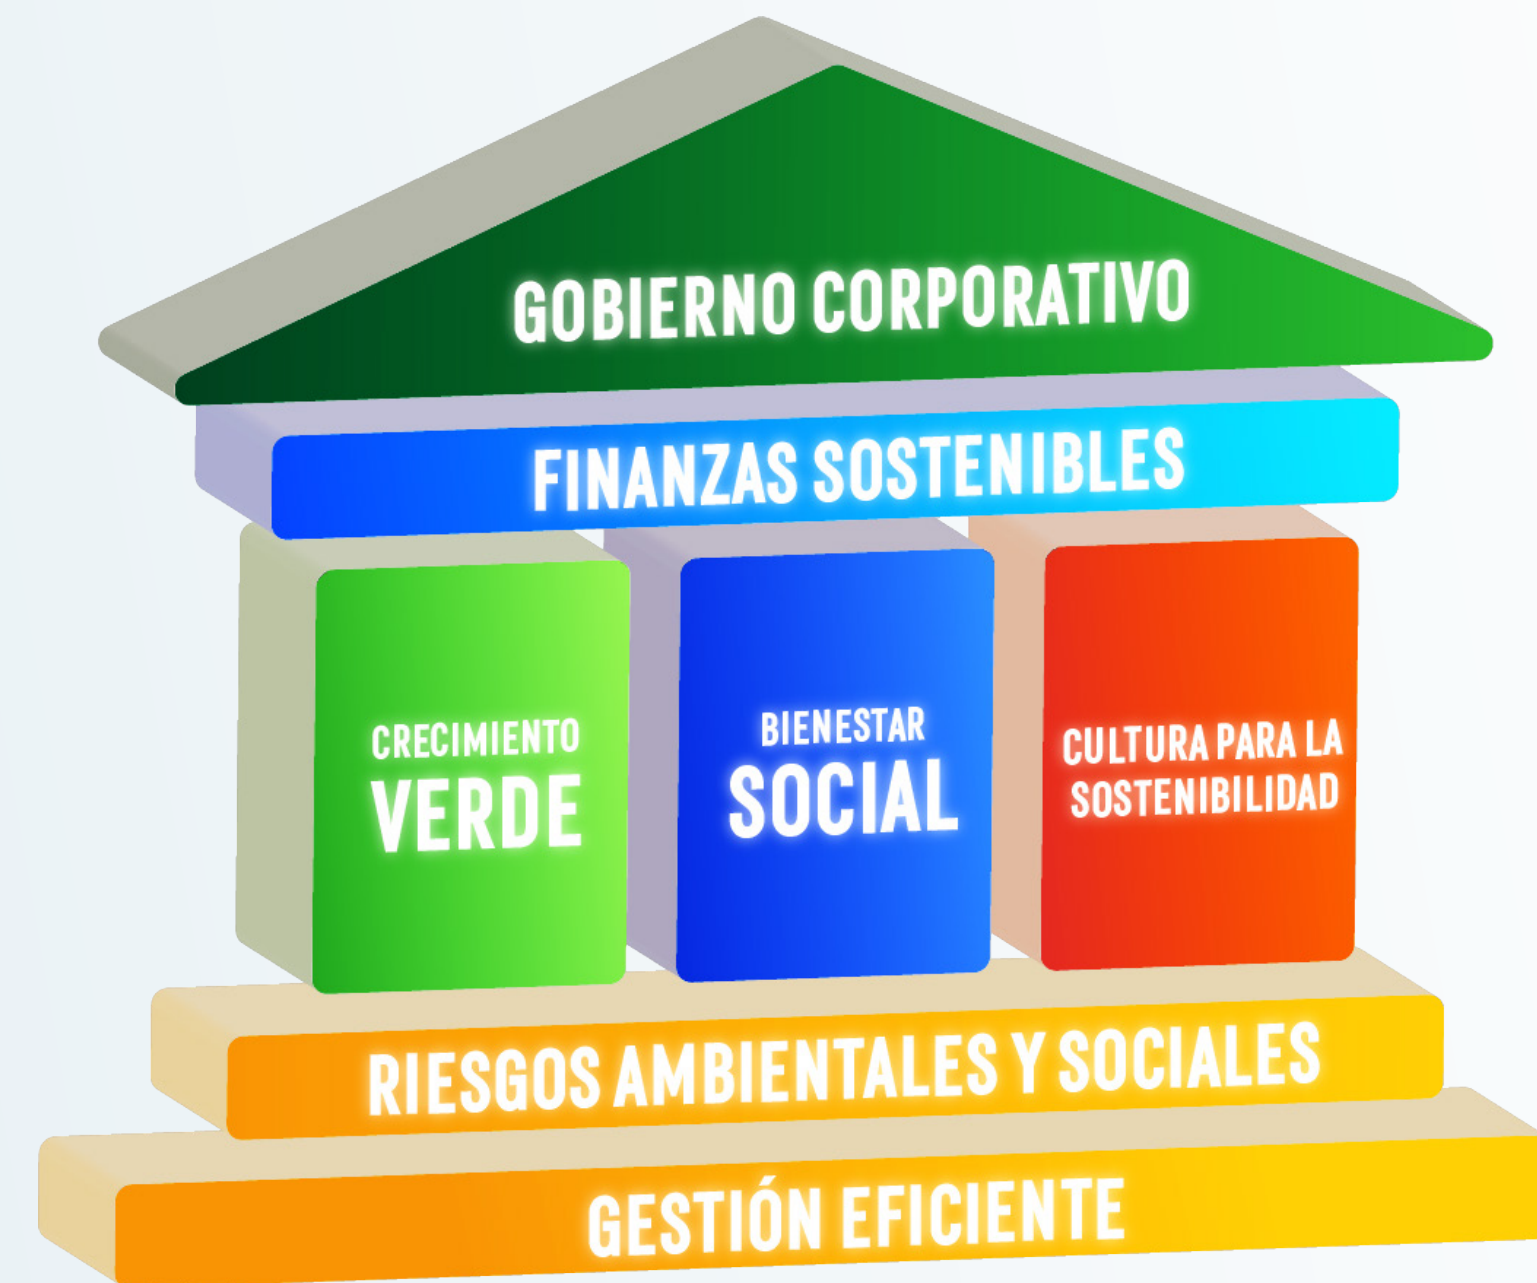 GOBIERNO CORPORATIVO
FINANZAS SOSTENIBLES
CRECIMIENTO
VERDE
BIENESTAR
SOCIAL
CULTURA PARA LA
SOSTENIBILIDAD
RIESGOS AMBIENTALES Y SOCIALES
GESTIÓN EFICIENTE